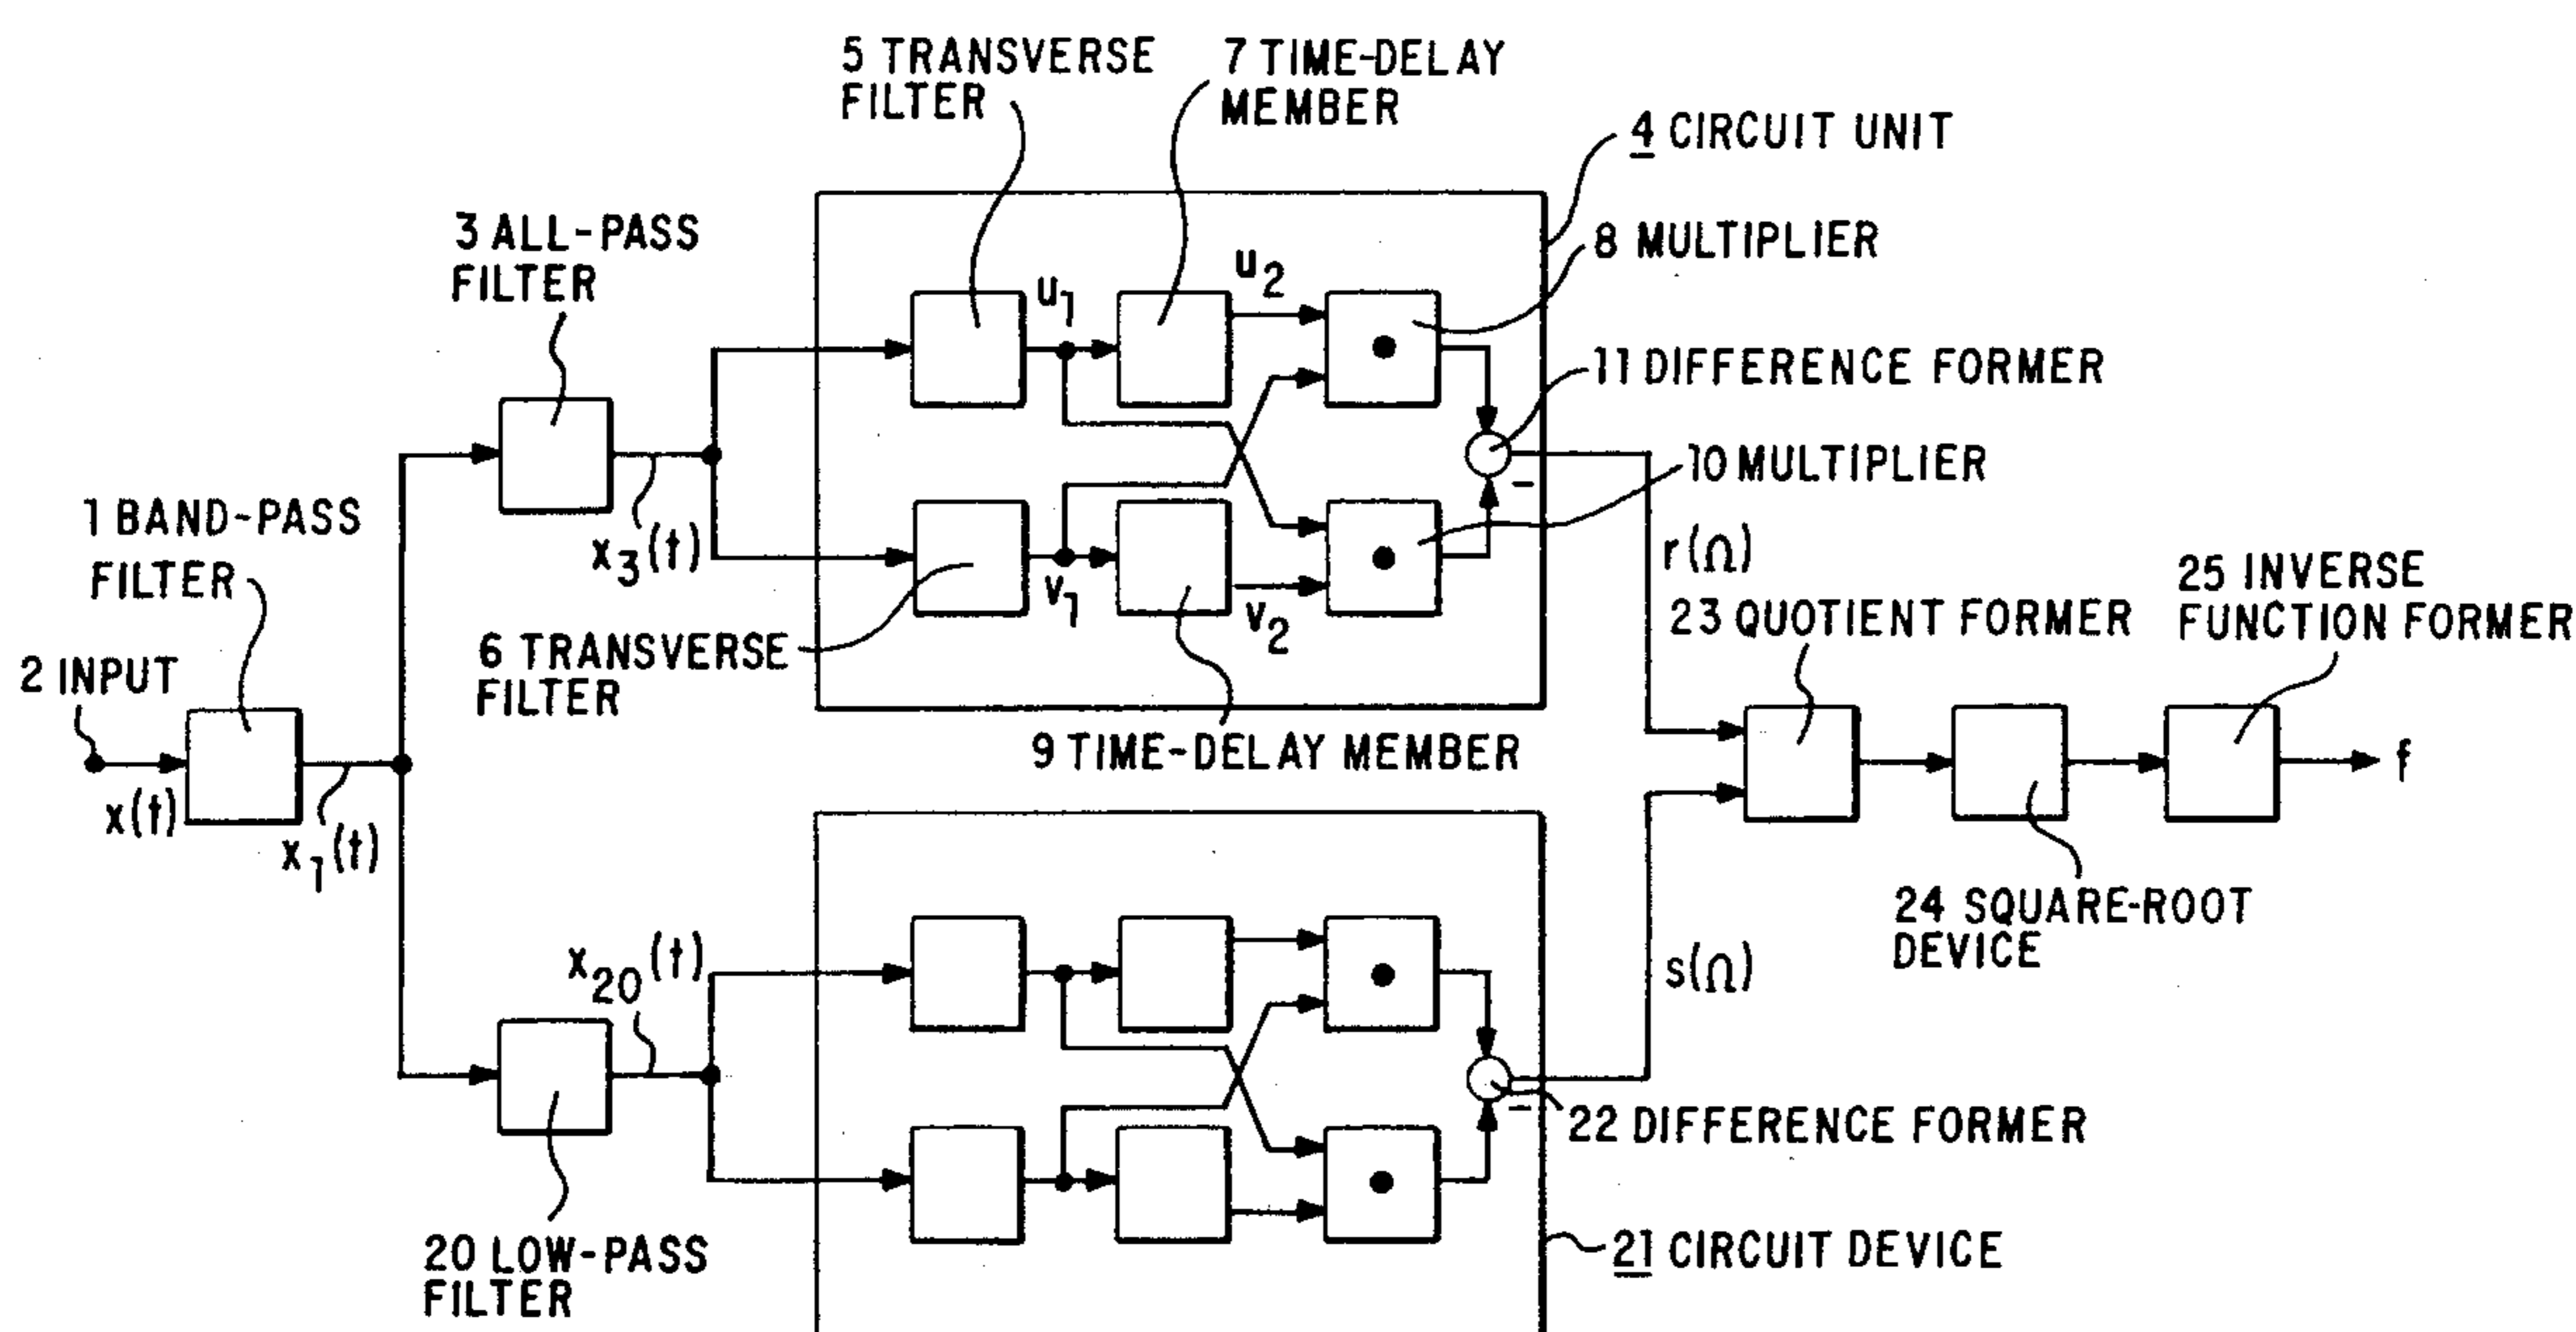 5 TRANSVERSE
FILTER
7 TIME-DELAY
MEMBER
4 CIRCUIT UNIT
3 ALL-PASS
FILTER
8 MULTIPLIER
u1
u2
11 DIFFERENCE FORMER
10 MULTIPLIER
-
1 BAND-PASS
FILTER
x3(t)
v1
v2
r(Ω)
6 TRANSVERSE
FILTER
23 QUOTIENT FORMER
25 INVERSE
FUNCTION FORMER
2 INPUT
9 TIME-DELAY MEMBER
f
x(t)
x1(t)
24 SQUARE-ROOT
DEVICE
x20(t)
s(Ω)
-
22 DIFFERENCE FORMER
20 LOW-PASS
FILTER
21 CIRCUIT DEVICE